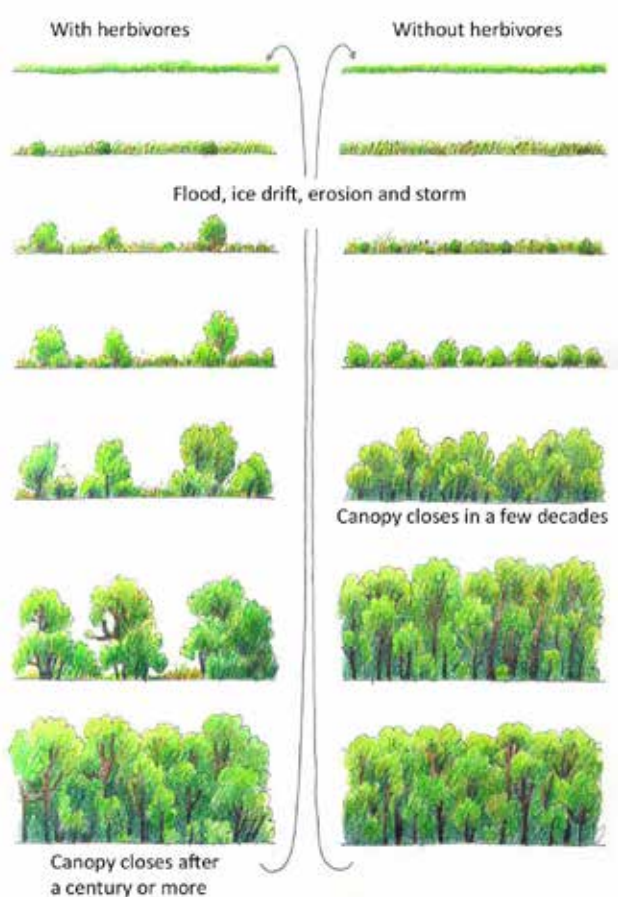 With herbivores
Without herbivores
Flood, ice drift, erosion and storm
Canopy closes in a few decades
Canopy closes after
a century or more